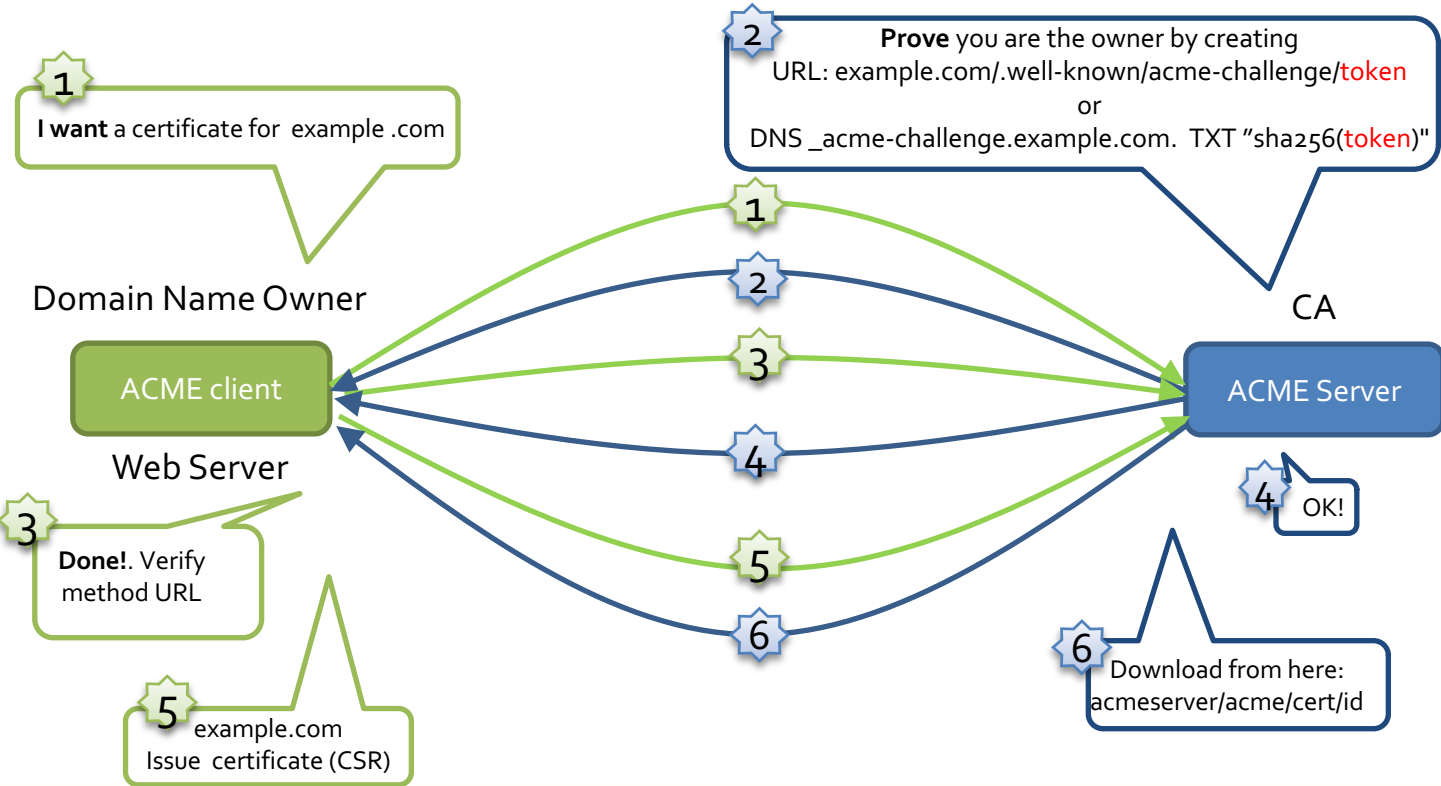 1
I want a certificate for example .com
2
Prove you are the owner by creating
URL: example.com/.well-known/acme-challenge/token
or
DNS _acme-challenge.example.com. TXT "sha256(token)"
1
2
3
4
5
6
Domain Name Owner
ACME client
Web Server
CA
ACME Server
3
Done!. Verify
method URL
4
OK!
5
example.com
Issue certificate (CSR)
6
Download from here:
acmeserver/acme/cert/id